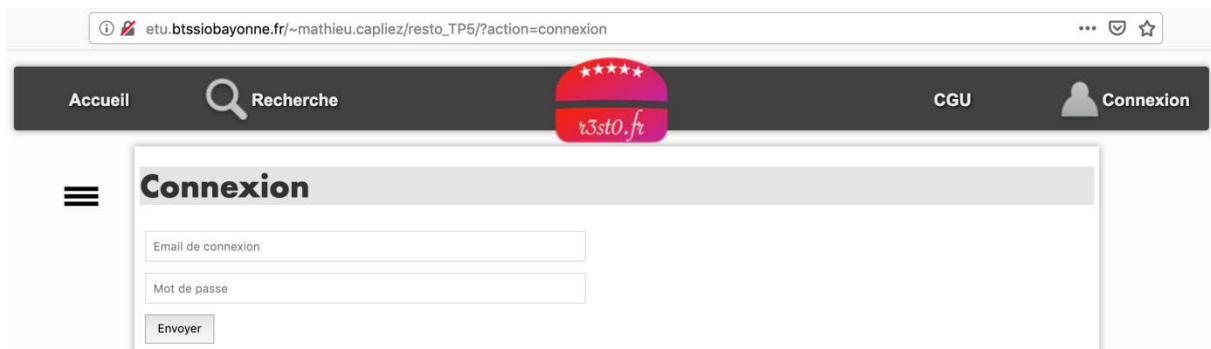 etu.btssiobayonne.fr/~mathieu.capliez/resto_TP5/?action=connexion
Accueil Recherche r3st0.fr CGU Connexion
Connexion
Email de connexion
Mot de passe
Envoyer